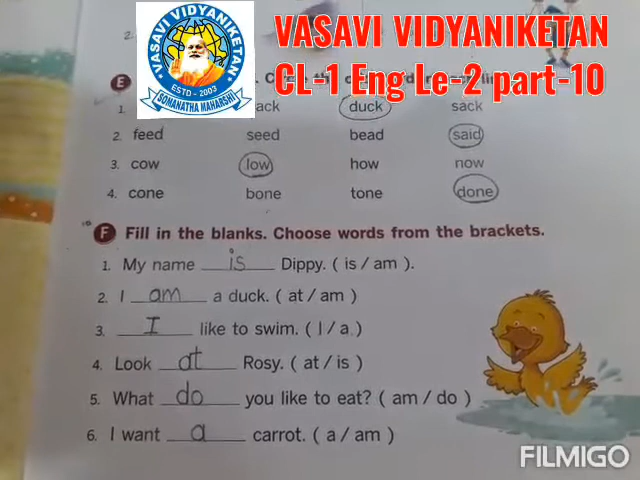 2.
VASAVI VIDYANIKETAN
VASAVI VIDYANIKETAN
ESTD - 2003
SOMANATHA MAHARSHI
CL-1 Eng Le-2 part-10
E
1. ack duck sack
2. feed seed bead said
3. cow low how now
4. cone bone tone done
F Fill in the blanks. Choose words from the brackets.
1. My name is Dippy. ( is / am ).
2. I am a duck. ( at / am )
3. I like to swim. ( I / a )
4. Look at Rosy. ( at / is )
5. What do you like to eat? ( am / do )
6. I want a carrot. ( a / am )
FILMIGO